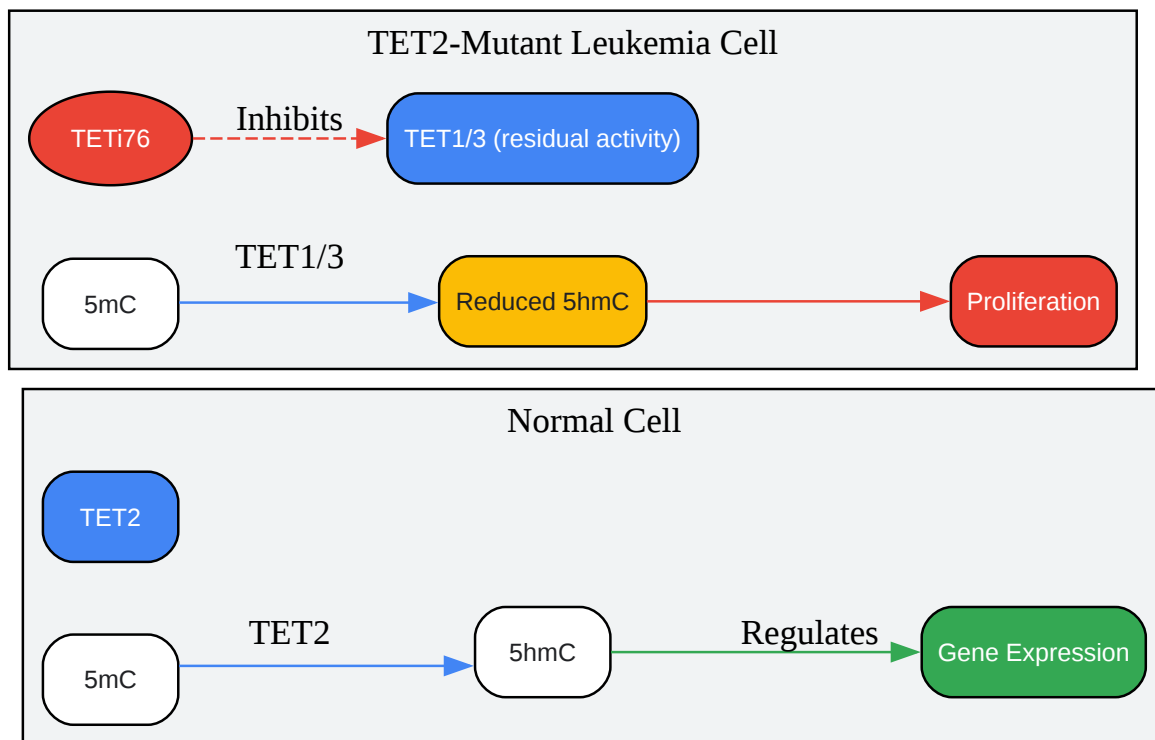 TET2-Mutant Leukemia Cell
TETi76
Inhibits
TET1/3 (residual activity)
5mC
TET1/3
Reduced 5hmC
Proliferation
Normal Cell
TET2
5mC
TET2
5hmC
Regulates
Gene Expression